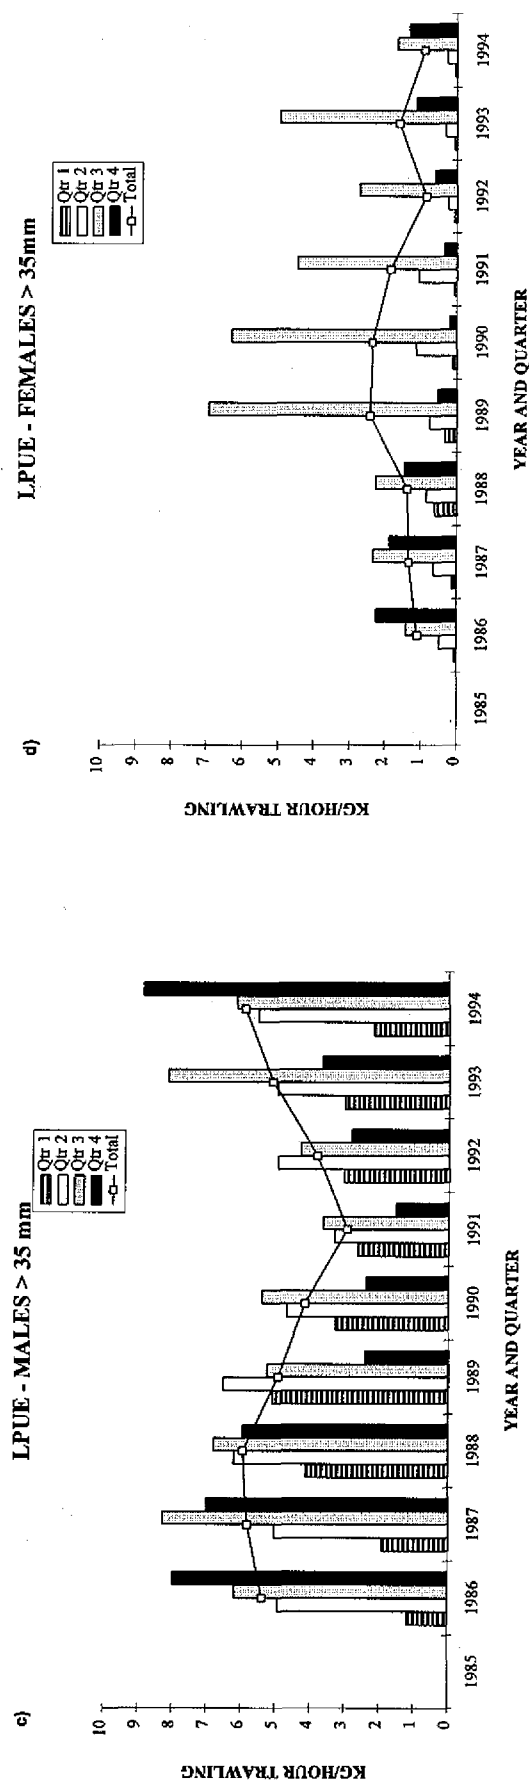 c)
LPUE - MALES > 35 mm
Qtr 1
Qtr 2
Qtr 3
Qtr 4
Total
KG/HOUR TRAWLING
10
9
8
7
6
5
4
3
2
1
0
1985 1986 1987 1988 1989 1990 1991 1992 1993 1994
YEAR AND QUARTER
d)
LPUE - FEMALES > 35mm
Qtr 1
Qtr 2
Qtr 3
Qtr 4
Total
KG/HOUR TRAWLING
10
9
8
7
6
5
4
3
2
1
0
1985 1986 1987 1988 1989 1990 1991 1992 1993 1994
YEAR AND QUARTER